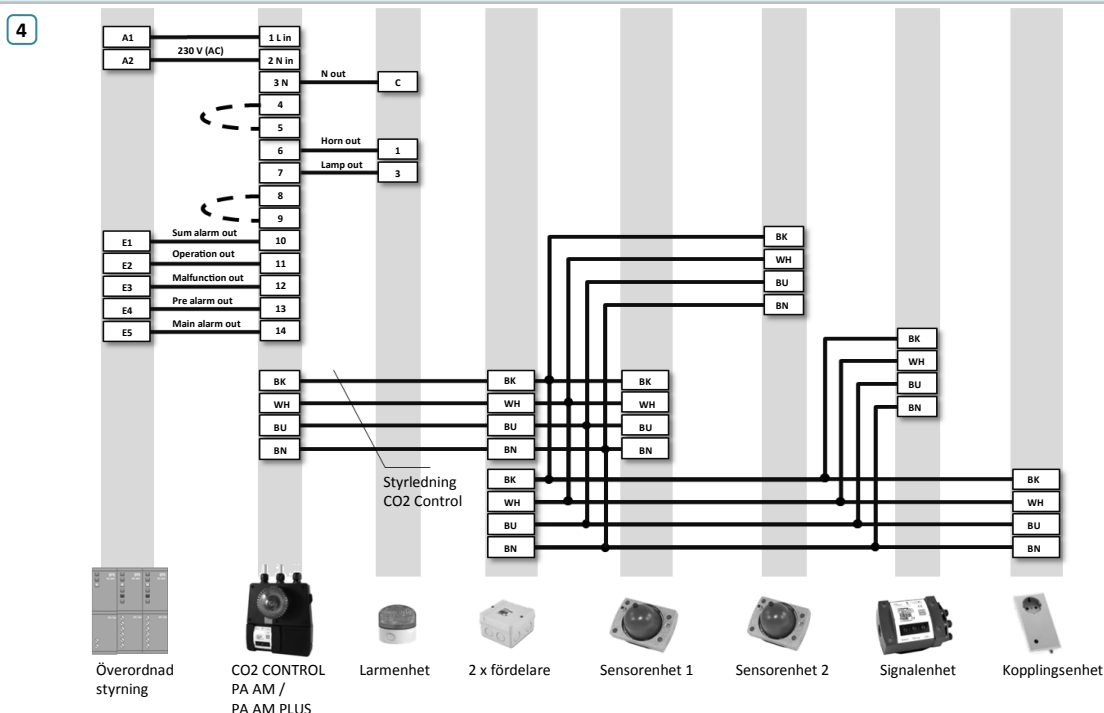 4
A1
230 V (AC)
1 L in
A2
2 N in
3 N
N out
C
4
5
6
Horn out
1
7
Lamp out
3
8
9
E1
Sum alarm out
10
E2
Operation out
11
E3
Malfunction out
12
E4
Pre alarm out
13
E5
Main alarm out
14
BK
WH
BU
BN
BK
WH
BU
BN
BK
WH
BU
BN
BK
WH
BU
BN
BK
WH
BU
BN
BK
WH
BU
BN
BK
WH
BU
BN
Styrledning
CO2 Control
Överordnad
styrning
CO2 CONTROL
PA AM /
PA AM PLUS
Larmenhet
2 x fördelare
Sensorenhet 1
Sensorenhet 2
Signalenhet
Kopplingsenhet